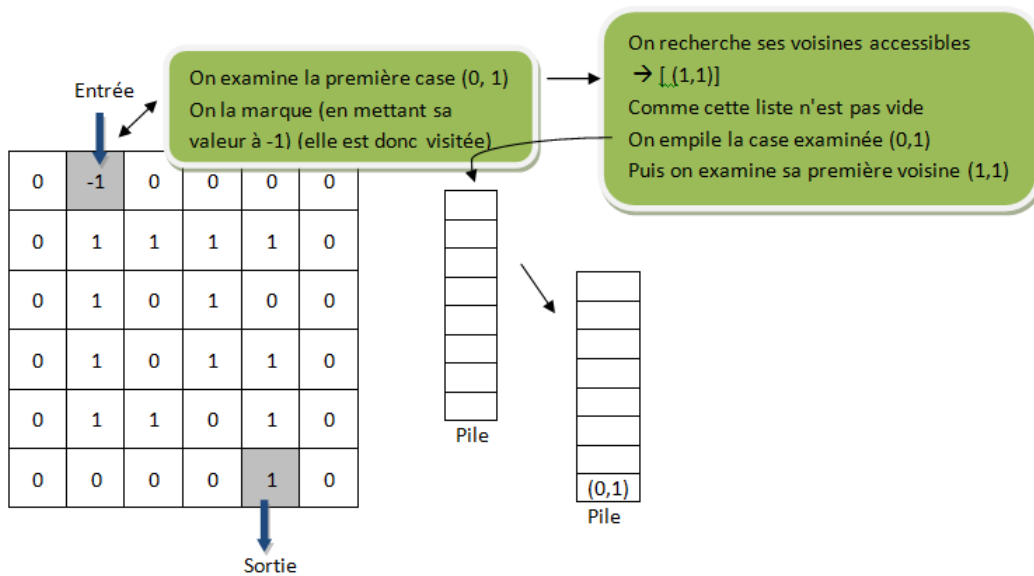 On examine la première case (0, 1)
On la marque (en mettant sa
valeur à -1) (elle est donc visitée)
On recherche ses voisines accessibles
→ [ (1,1)]
Comme cette liste n'est pas vide
On empile la case examinée (0,1)
Puis on examine sa première voisine (1,1)
Entrée
0 -1 0 0 0 0
0 1 1 1 1 0
0 1 0 1 0 0
0 1 0 1 1 0
0 1 1 0 1 0
0 0 0 0 1 0
Sortie
Pile
(0,1)
Pile